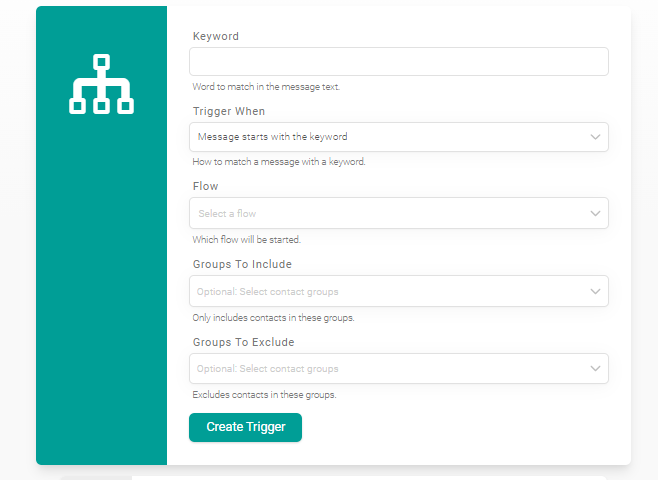 Keyword
Word to match in the message text.
Trigger When
Message starts with the keyword
How to match a message with a keyword.
Flow
Select a flow
Which flow will be started.
Groups To Include
Optional: Select contact groups
Only includes contacts in these groups.
Groups To Exclude
Optional: Select contact groups
Excludes contacts in these groups.
Create Trigger